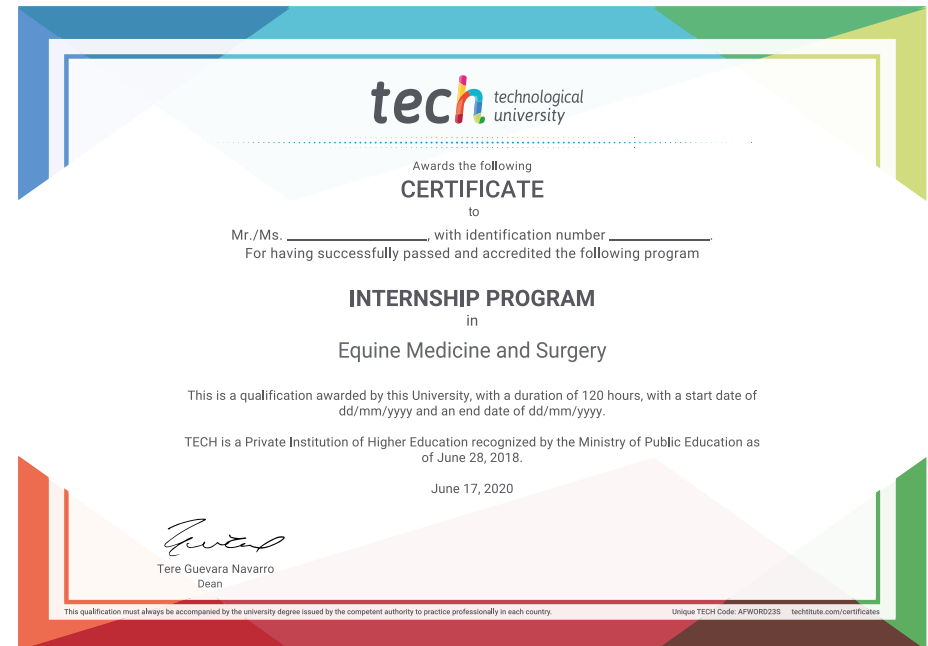 tech technological
university
Awards the following
CERTIFICATE
to
Mr./Ms. ____________________, with identification number ______________.
For having successfully passed and accredited the following program
INTERNSHIP PROGRAM
in
Equine Medicine and Surgery
This is a qualification awarded by this University, with a duration of 120 hours, with a start date of
dd/mm/yyyy and an end date of dd/mm/yyyy.
TECH is a Private Institution of Higher Education recognized by the Ministry of Public Education as
of June 28, 2018.
June 17, 2020
Tere Guevara Navarro
Dean
This qualification must always be accompanied by the university degree issued by the competent authority to practice professionally in each country.
Unique TECH Code: AFWORD23S techtitute.com/certificates